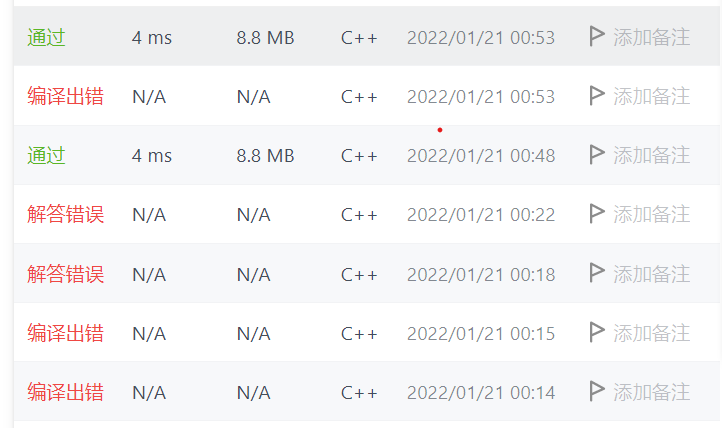 通过 4 ms 8.8 MB C++ 2022/01/21 00:53 添加备注
编译出错 N/A N/A C++ 2022/01/21 00:53 添加备注
通过 4 ms 8.8 MB C++ 2022/01/21 00:48 添加备注
解答错误 N/A N/A C++ 2022/01/21 00:22 添加备注
解答错误 N/A N/A C++ 2022/01/21 00:18 添加备注
编译出错 N/A N/A C++ 2022/01/21 00:15 添加备注
编译出错 N/A N/A C++ 2022/01/21 00:14 添加备注